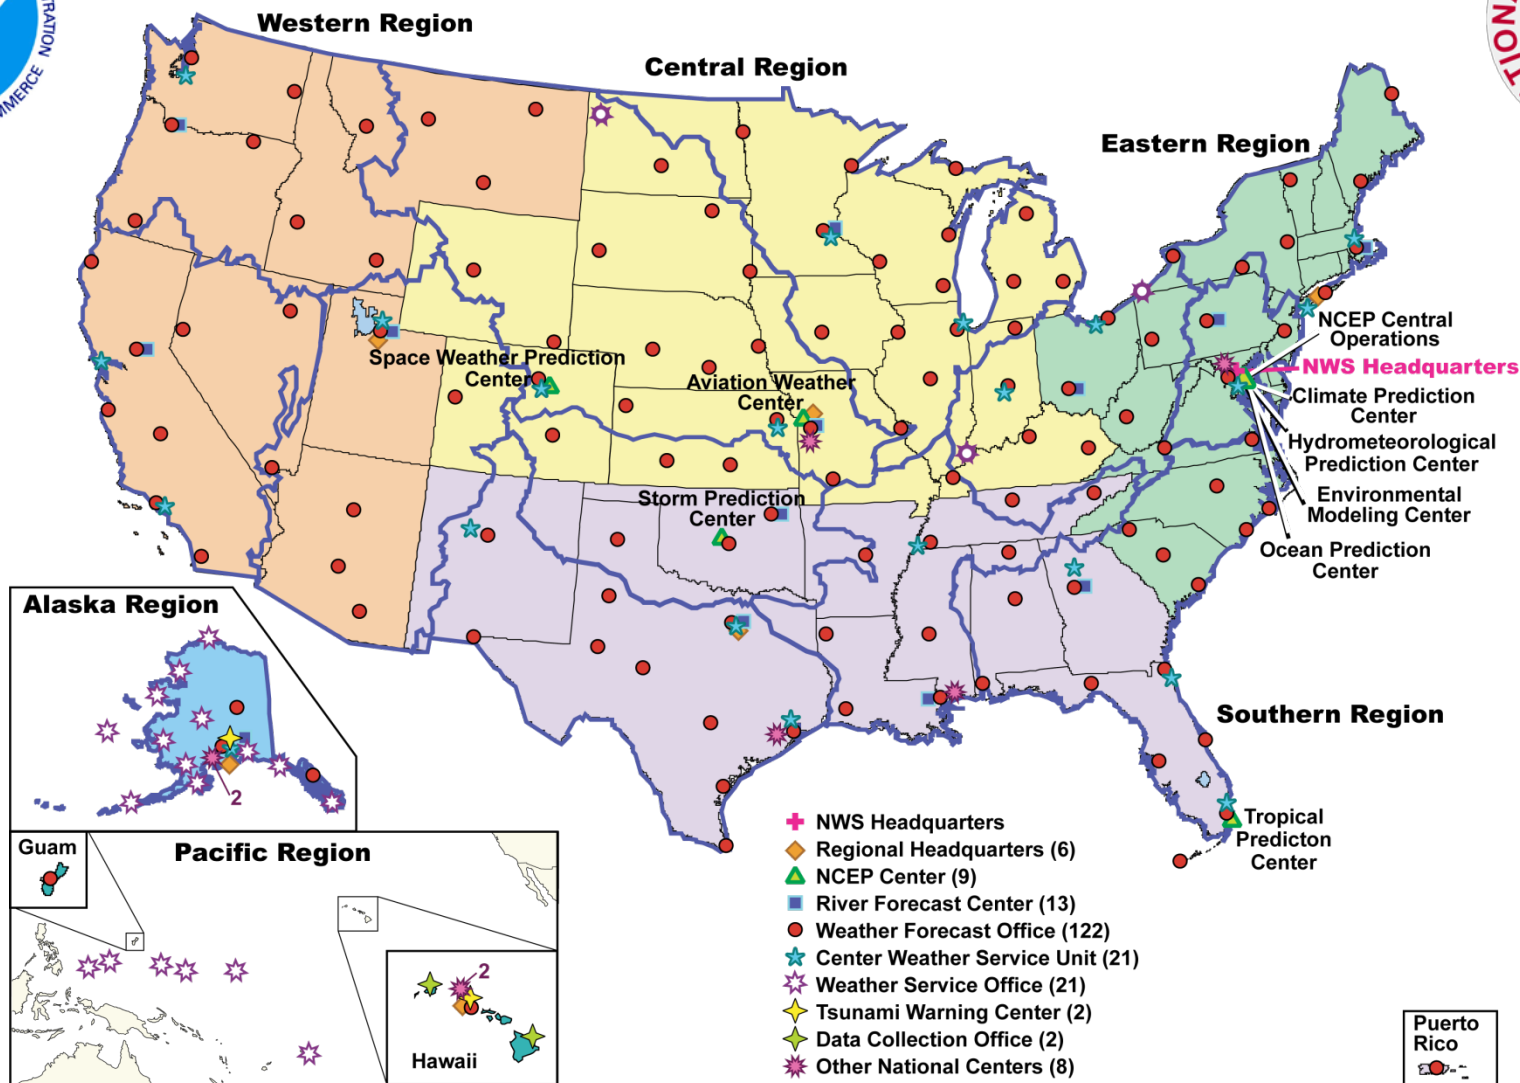 RATION
MMERCE
Western Region
Central Region
Eastern Region
NCEP Central
Operations
NWS Headquarters
Climate Prediction
Center
Hydrometeorological
Prediction Center
Environmental
Modeling Center
Ocean Prediction
Center
Space Weather Prediction
Center
Aviation Weather
Center
Storm Prediction
Center
Alaska Region
2
Southern Region
Tropical
Predicton
Center
Guam
Pacific Region
2
Hawaii
NWS Headquarters
Regional Headquarters (6)
NCEP Center (9)
River Forecast Center (13)
Weather Forecast Office (122)
Center Weather Service Unit (21)
Weather Service Office (21)
Tsunami Warning Center (2)
Data Collection Office (2)
Other National Centers (8)
Puerto
Rico